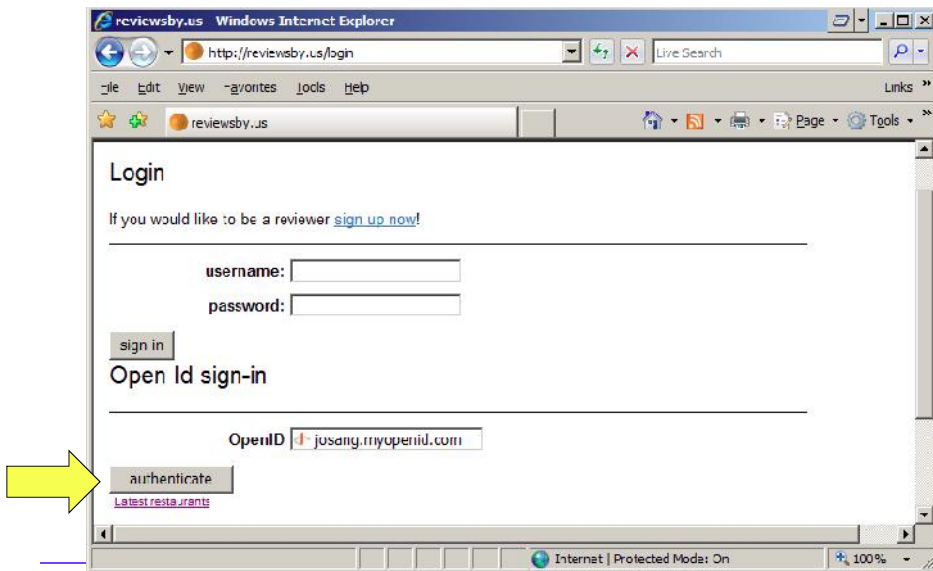 reviewsby.us Windows Internet Explorer
http://reviewsby.us/login
Live Search
File Edit View Favorites Tools Help
Links »
reviewsby.us
Page Tools »
Login
If you would like to be a reviewer sign up now!
username:
password:
sign in
Open Id sign-in
OpenID josang.myopenid.com
authenticate
Latest restaurants
Internet | Protected Mode: On
100%